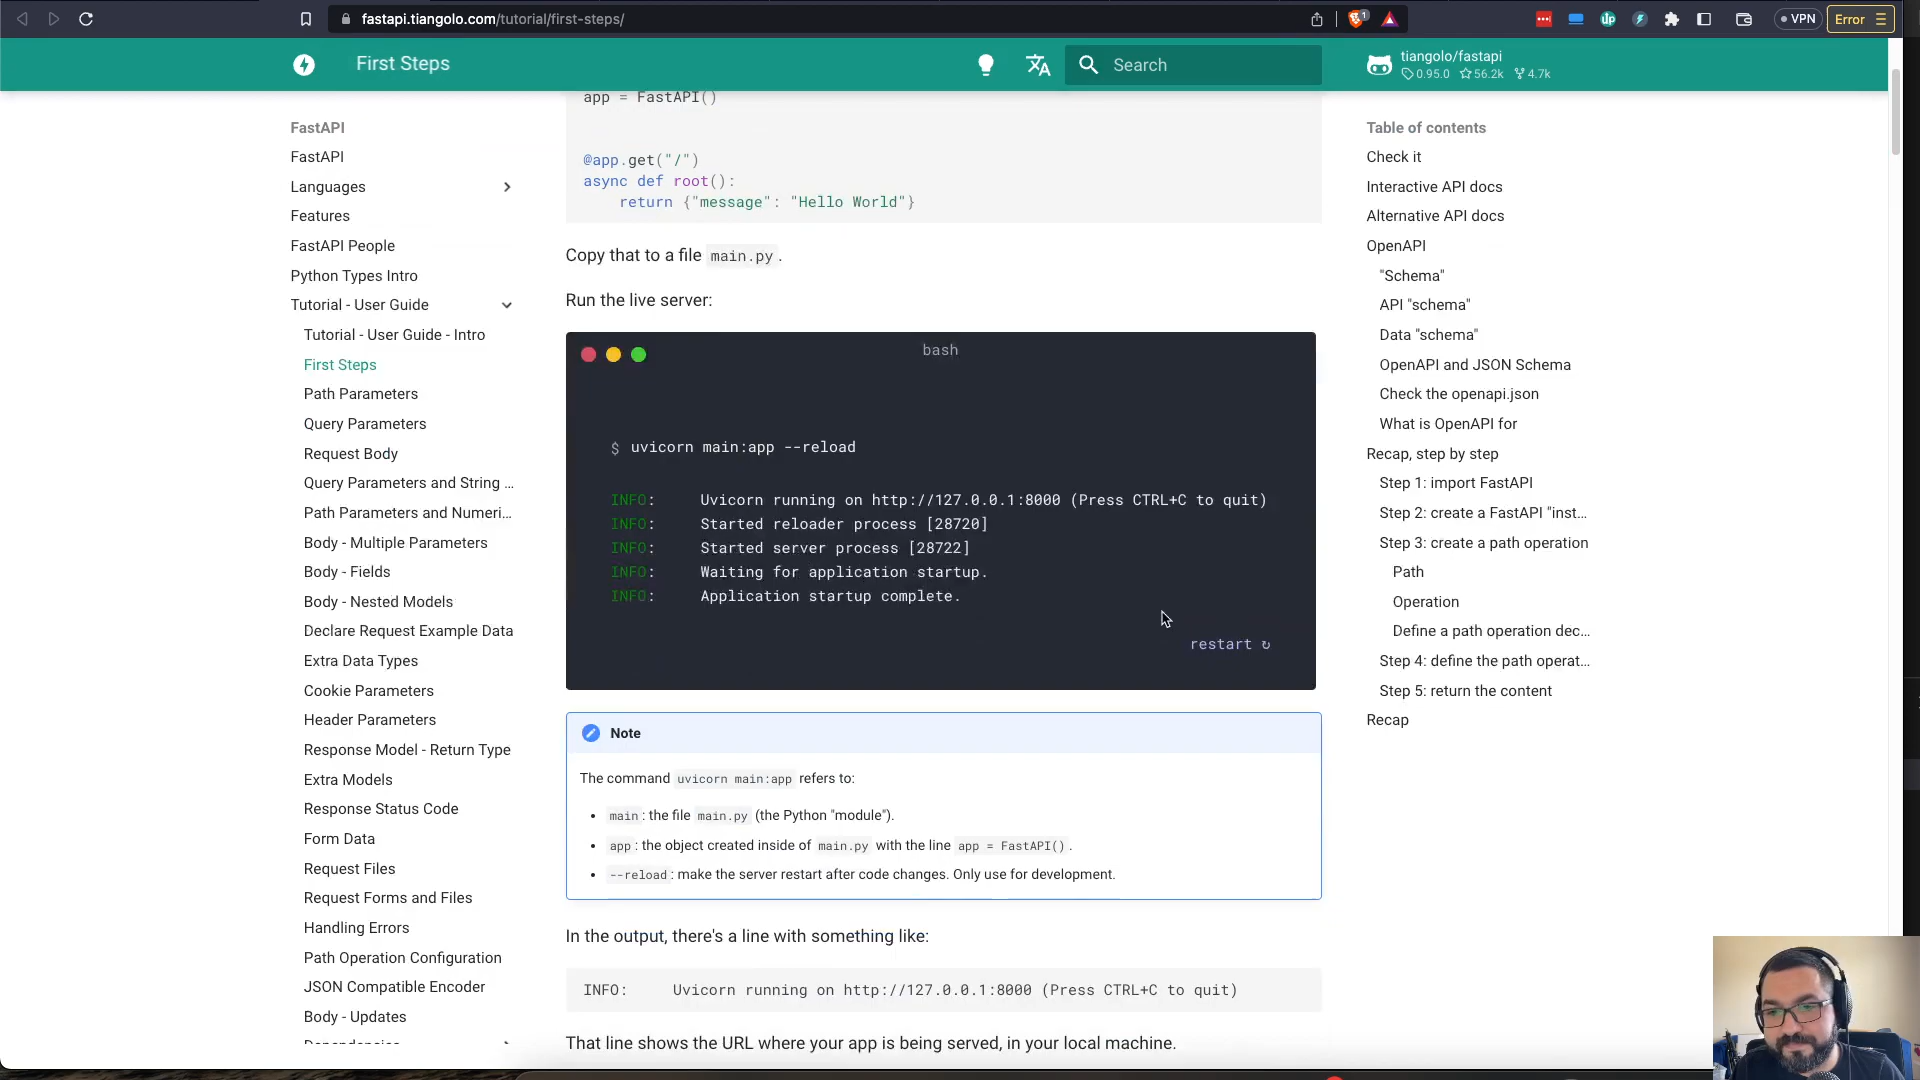 fastapi.tiangolo.com/tutorial/first-steps/
1
VPN
Error
First Steps
Search
tiangolo/fastapi
0.95.0 56.2k 4.7k
FastAPI
FastAPI
Languages
Features
FastAPI People
Python Types Intro
Tutorial - User Guide
Tutorial - User Guide - Intro
First Steps
Path Parameters
Query Parameters
Request Body
Query Parameters and String ...
Path Parameters and Numeri...
Body - Multiple Parameters
Body - Fields
Body - Nested Models
Declare Request Example Data
Extra Data Types
Cookie Parameters
Header Parameters
Response Model - Return Type
Extra Models
Response Status Code
Form Data
Request Files
Request Forms and Files
Handling Errors
Path Operation Configuration
JSON Compatible Encoder
Body - Updates
app = FastAPI()
@app.get("/")
async def root():
return {"message": "Hello World"}
Copy that to a file main.py.
Run the live server:
bash
$ uvicorn main:app --reload
INFO: Uvicorn running on http://127.0.0.1:8000 (Press CTRL+C to quit)
INFO: Started reloader process [28720]
INFO: Started server process [28722]
INFO: Waiting for application startup.
INFO: Application startup complete.
restart ↻
Note
The command uvicorn main:app refers to:
• main: the file main.py (the Python "module").
• app: the object created inside of main.py with the line app = FastAPI().
• --reload: make the server restart after code changes. Only use for development.
In the output, there's a line with something like:
INFO: Uvicorn running on http://127.0.0.1:8000 (Press CTRL+C to quit)
That line shows the URL where your app is being served, in your local machine.
Table of contents
Check it
Interactive API docs
Alternative API docs
OpenAPI
"Schema"
API "schema"
Data "schema"
OpenAPI and JSON Schema
Check the openapi.json
What is OpenAPI for
Recap, step by step
Step 1: import FastAPI
Step 2: create a FastAPI "inst...
Step 3: create a path operation
Path
Operation
Define a path operation dec...
Step 4: define the path operat...
Step 5: return the content
Recap